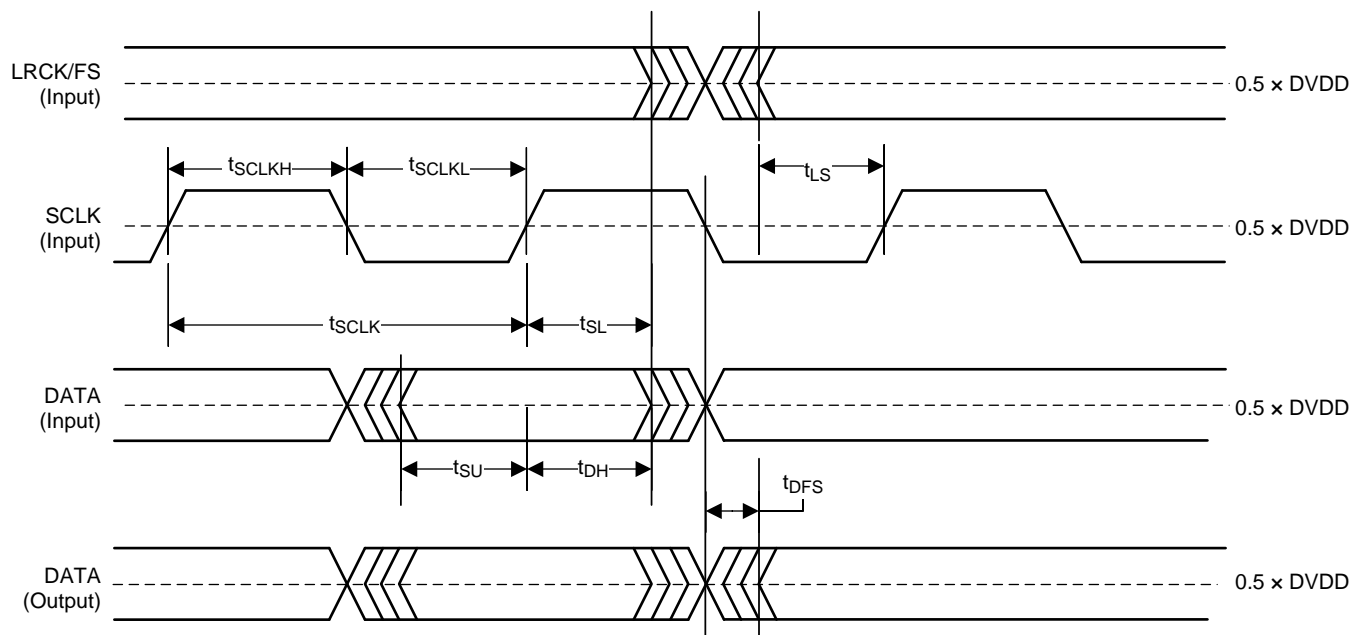 LRCK/FS
(Input)
0.5 × DVDD
tSCLKH
tSCLKL
tLS
SCLK
(Input)
0.5 × DVDD
tSCLK
tSL
DATA
(Input)
0.5 × DVDD
tSU
tDH
tDFS
DATA
(Output)
0.5 × DVDD